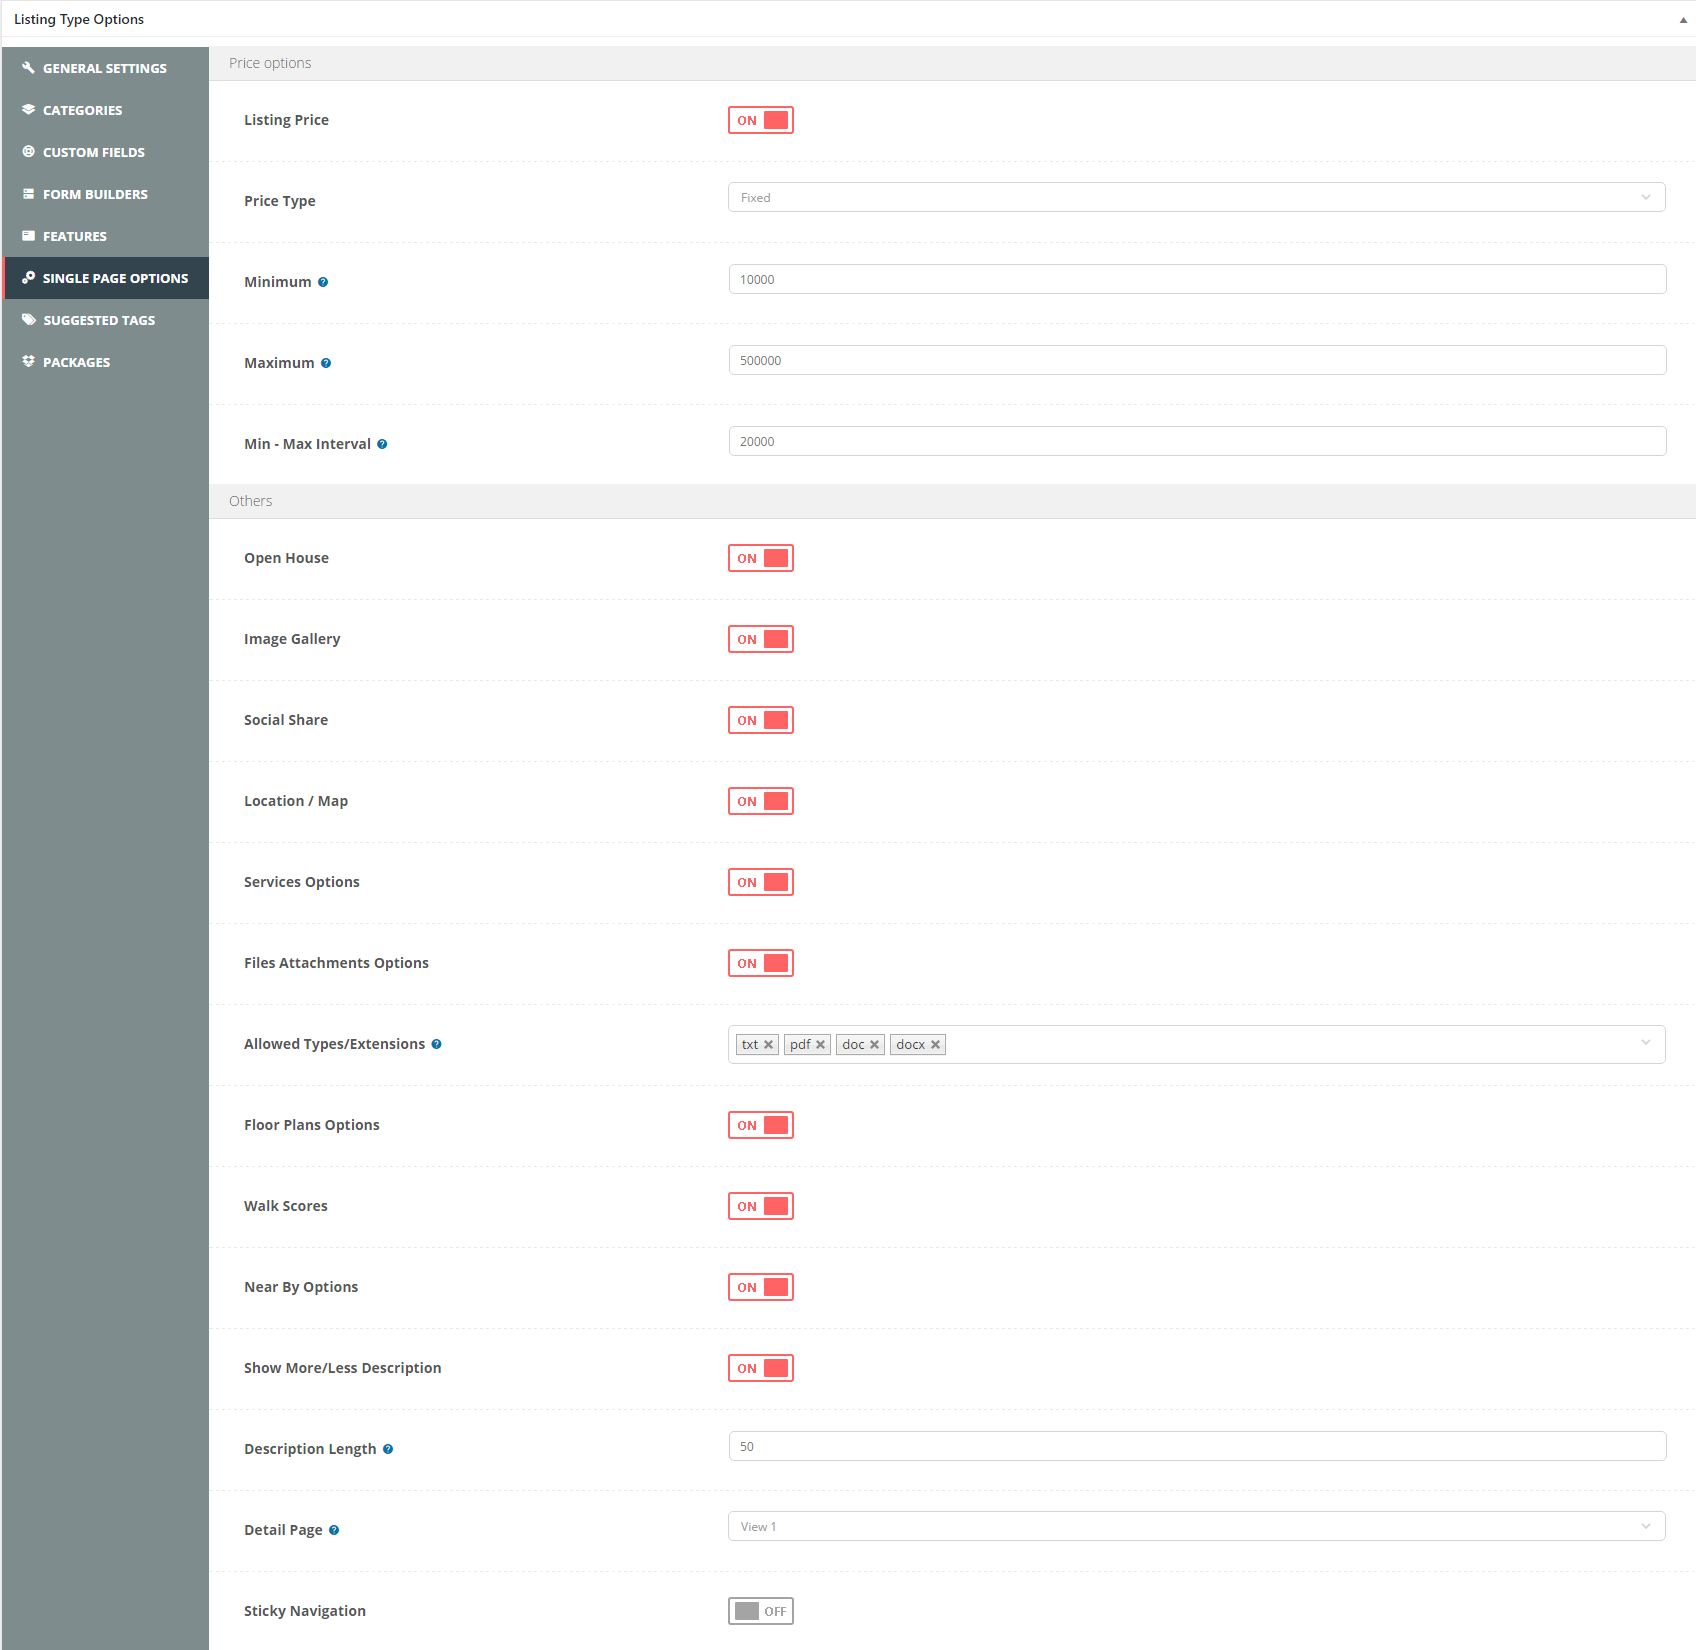 Listing Type Options
GENERAL SETTINGS
CATEGORIES
CUSTOM FIELDS
FORM BUILDERS
FEATURES
SINGLE PAGE OPTIONS
SUGGESTED TAGS
PACKAGES
Price options
Listing Price ON
Price Type Fixed
Minimum ? 10000
Maximum ? 500000
Min - Max Interval ? 20000
Others
Open House ON
Image Gallery ON
Social Share ON
Location / Map ON
Services Options ON
Files Attachments Options ON
Allowed Types/Extensions ? txt pdf doc docx
Floor Plans Options ON
Walk Scores ON
Near By Options ON
Show More/Less Description ON
Description Length ? 50
Detail Page ? View 1
Sticky Navigation OFF